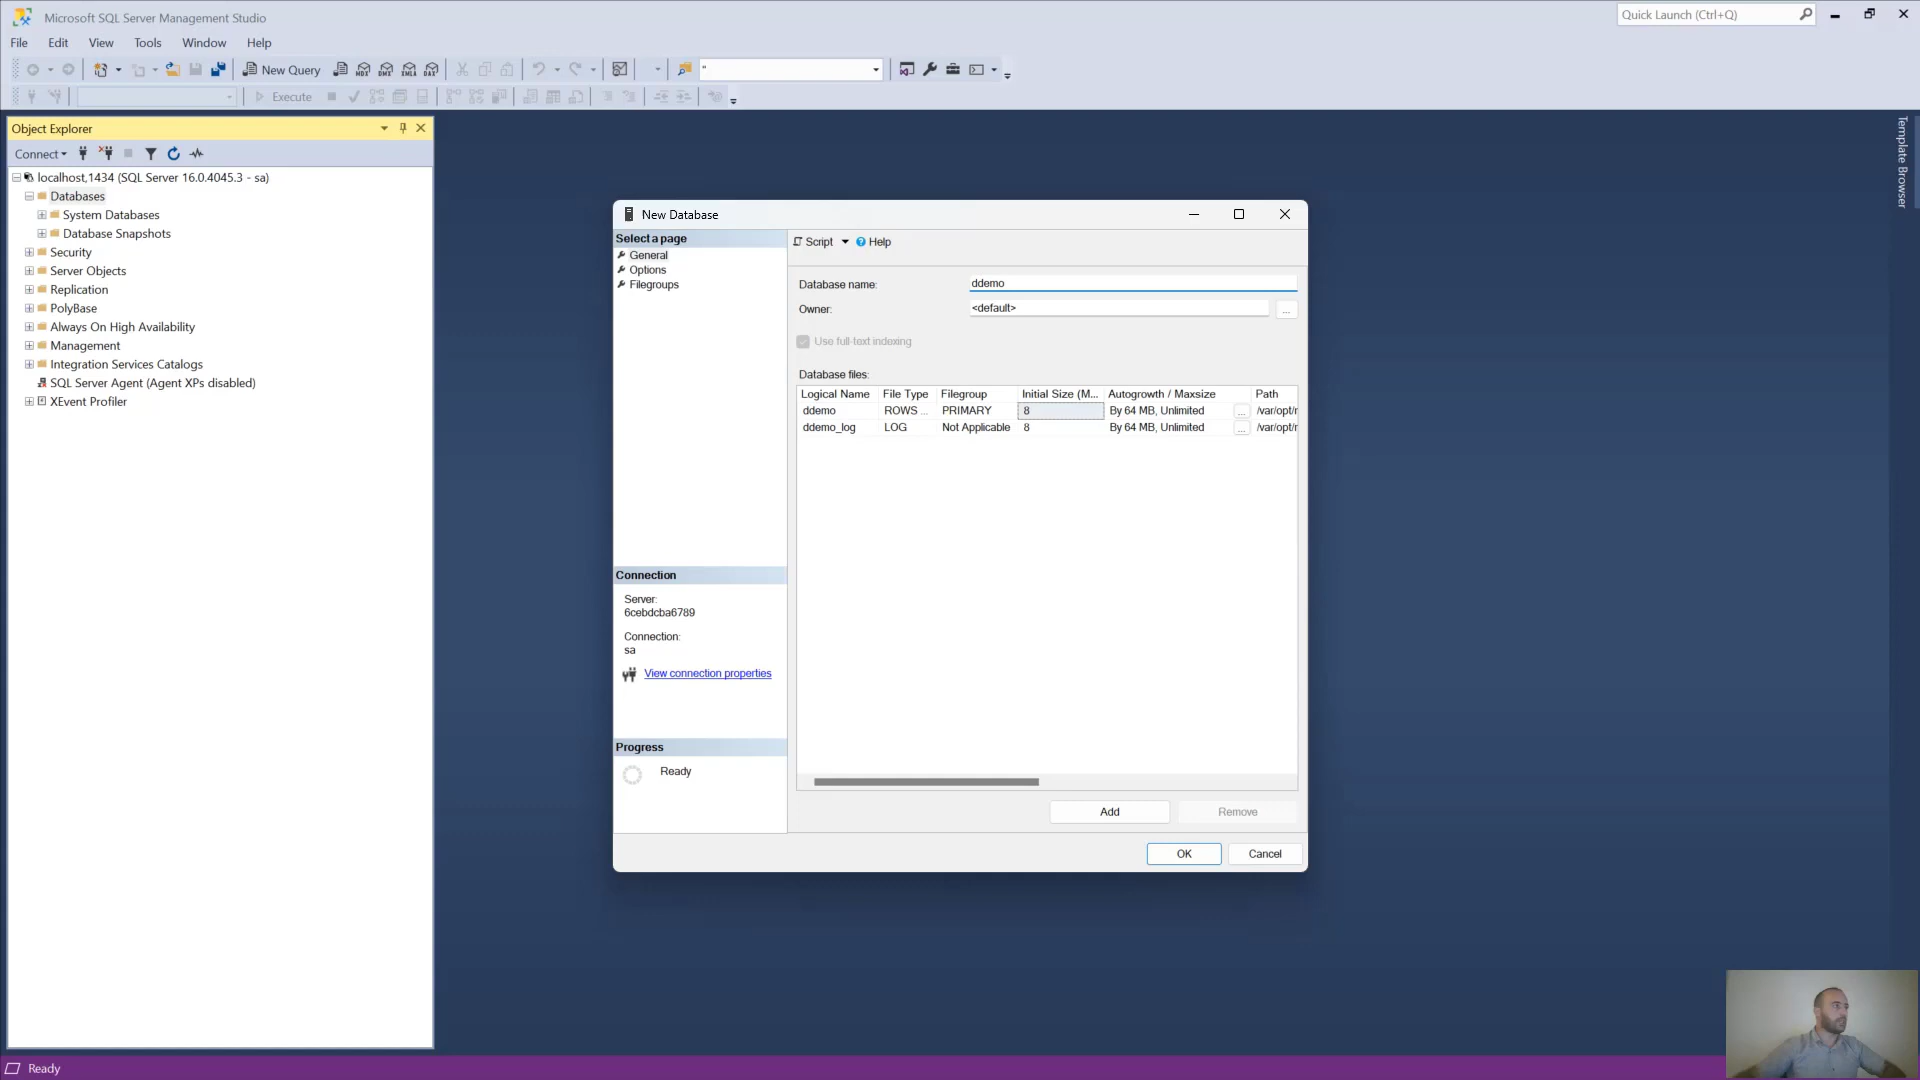 Microsoft SQL Server Management Studio
Quick Launch (Ctrl+Q)
File Edit View Tools Window Help
New Query MDX DMX XMLA DAX "
Execute
Object Explorer
Connect
localhost,1434 (SQL Server 16.0.4045.3 - sa)
Databases
System Databases
Database Snapshots
Security
Server Objects
Replication
PolyBase
Always On High Availability
Management
Integration Services Catalogs
SQL Server Agent (Agent XPs disabled)
XEvent Profiler
Template Browser
New Database
Select a page
General
Options
Filegroups
Script Help
Database name: ddemo
Owner: <default> ...
Use full-text indexing
Database files:
Logical Name File Type Filegroup Initial Size (M... Autogrowth / Maxsize Path
ddemo ROWS ... PRIMARY 8 By 64 MB, Unlimited ... /var/opt/r
ddemo_log LOG Not Applicable 8 By 64 MB, Unlimited ... /var/opt/r
Connection
Server:
6cebdcba6789
Connection:
sa
View connection properties
Progress
Ready
Add Remove
OK Cancel
Ready